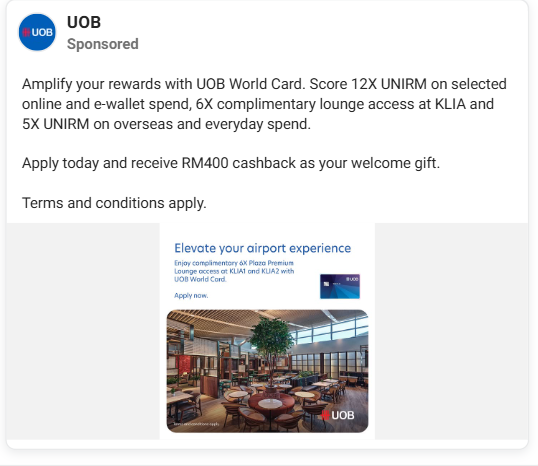 UOB
UOB
Sponsored
Amplify your rewards with UOB World Card. Score 12X UNIRM on selected
online and e-wallet spend, 6X complimentary lounge access at KLIA and
5X UNIRM on overseas and everyday spend.
Apply today and receive RM400 cashback as your welcome gift.
Terms and conditions apply.
Elevate your airport experience
Enjoy complimentary 6X Plaza Premium
Lounge access at KLIA1 and KLIA2 with
UOB World Card.
Apply now.
UOB
UOB